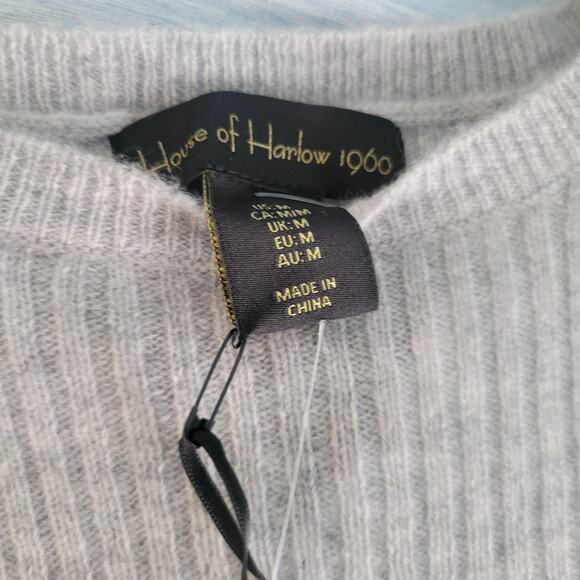 House of Harlow 1960
US: M
CA: M/M
UK: M
EU: M
AU: M
MADE IN
CHINA